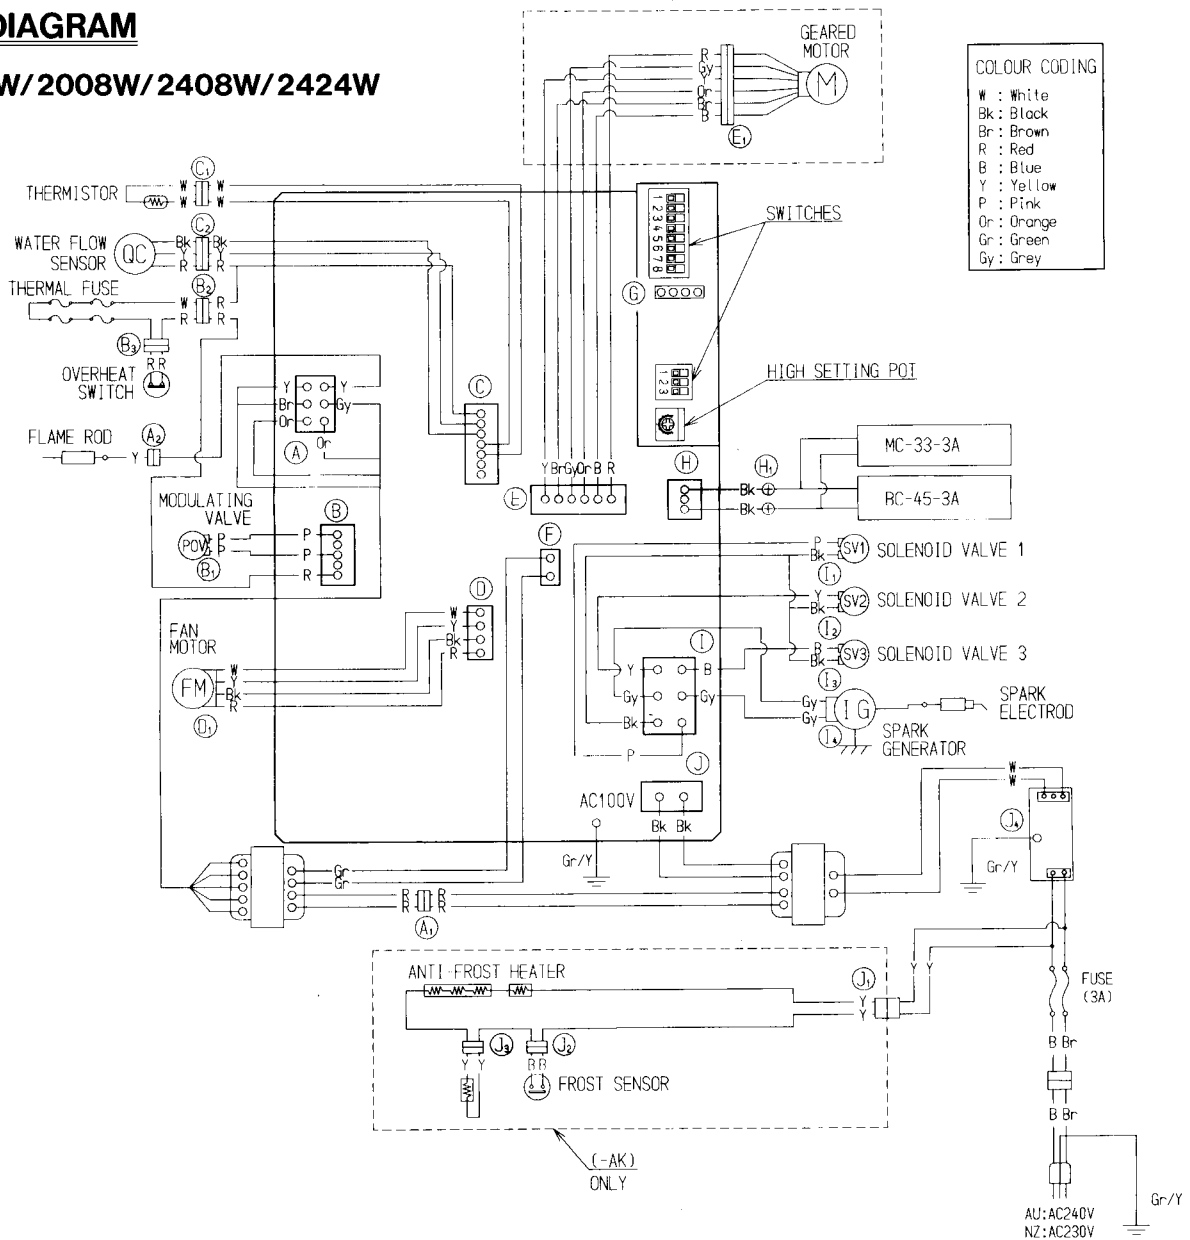 DIAGRAM
W/2008W/2408W/2424W
GEARED
MOTOR
M
R
Gy
Y
Or
Br
B
E1
COLOUR CODING
W : White
Bk : Black
Br : Brown
R : Red
B : Blue
Y : Yellow
P : Pink
Or : Orange
Gr : Green
Gy : Grey
C1
THERMISTOR
W W
W W
C2
WATER FLOW
SENSOR
QC
Bk Bk
Y Y
R R
THERMAL FUSE
B2
W R
R R
B3
R R
OVERHEAT
SWITCH
FLAME ROD
A2
Y
Y Y
Br Gy
Or
Or
A
C
SWITCHES
1 2 3 4 5 6 7 8
G
1 2 3
HIGH SETTING POT
MC-33-3A
BC-45-3A
H
H1
Bk
Bk
Y Br Gy Or B R
E
MODULATING
VALVE
POV
P
P
B1
B
P
P
R
F
D
W
Y
Bk
R
FAN
MOTOR
FM
W
Y
Bk
R
D1
P
Bk
SV1
SOLENOID VALVE 1
I1
Y
Bk
SV2
SOLENOID VALVE 2
I2
B
Bk
SV3
SOLENOID VALVE 3
I3
I
Y B
Gy Gy
Bk
P
Gy
Gy
IG
I4
SPARK
ELECTROD
SPARK
GENERATOR
J
AC100V
Bk Bk
Gr/Y
W
W
J4
Gr/Y
Gr
Gr
R R
R R
A1
ANTI-FROST HEATER
J1
Y
Y
Y Y
J3
J2
Y Y
B B
FROST SENSOR
FUSE
(3A)
B Br
B Br
(-AK)
ONLY
Gr/Y
AU:AC240V
NZ:AC230V